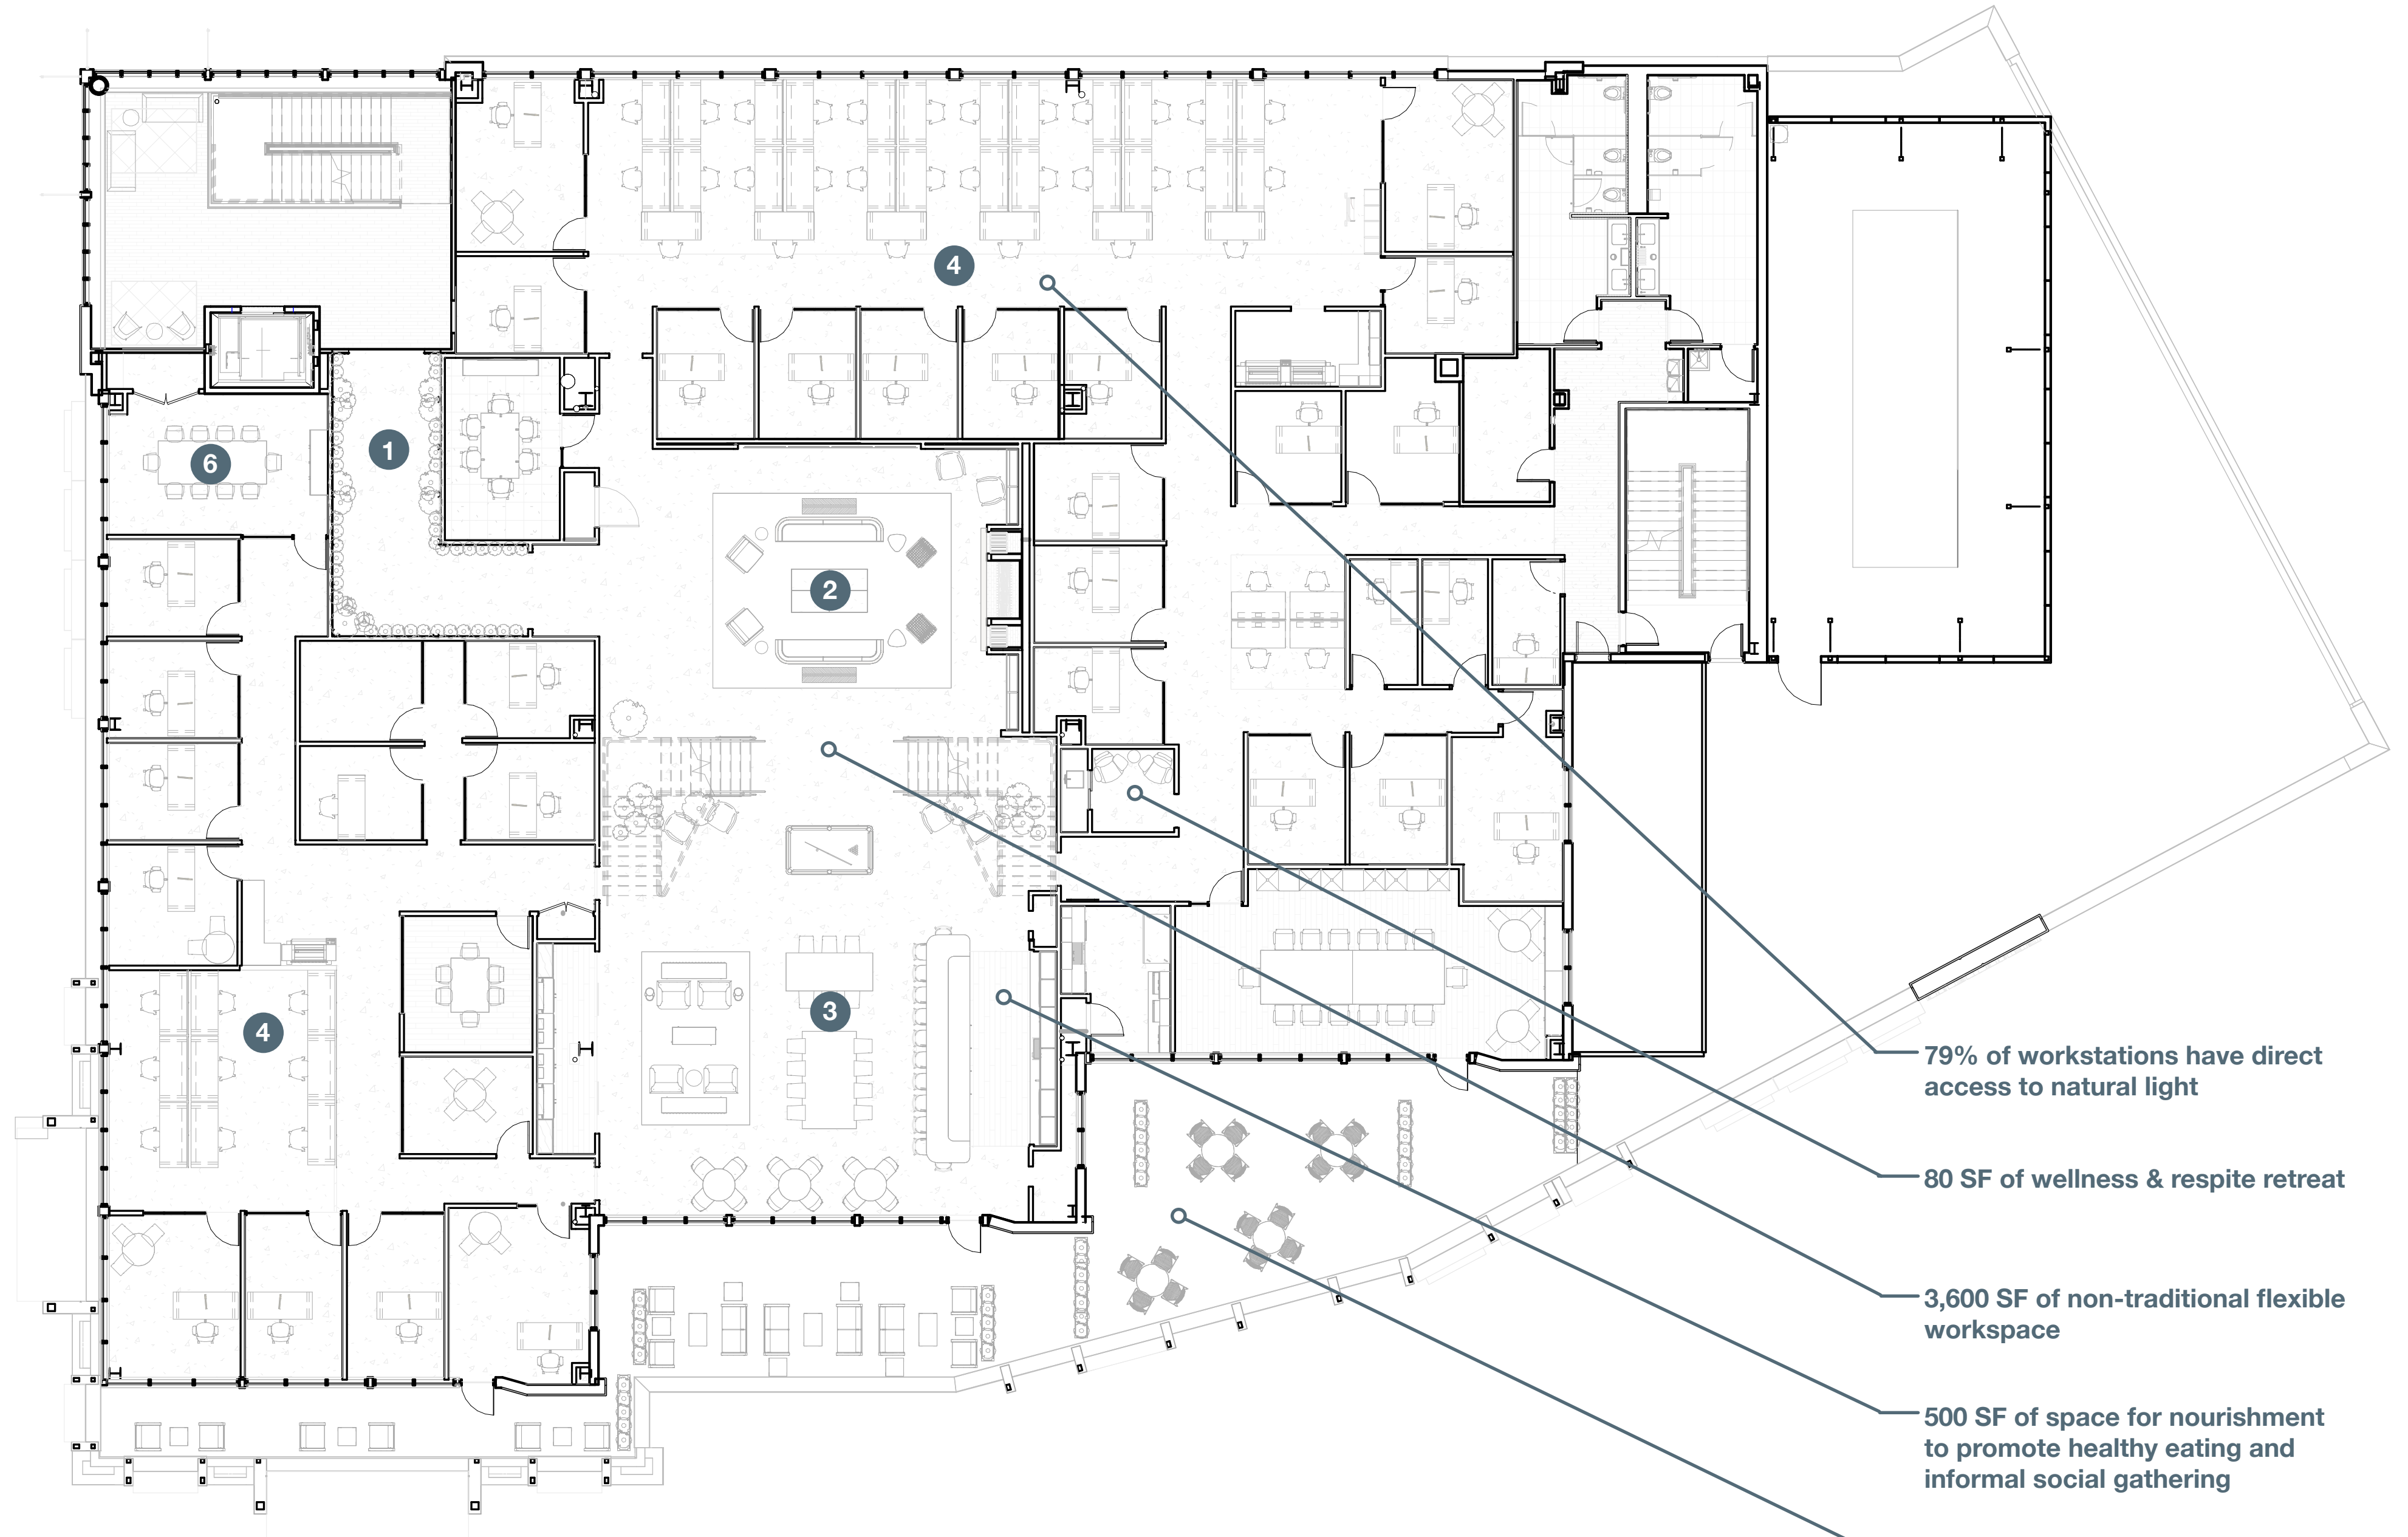 4
1
6
2
3
4
79% of workstations have direct
access to natural light
80 SF of wellness & respite retreat
3,600 SF of non-traditional flexible
workspace
500 SF of space for nourishment
to promote healthy eating and
informal social gathering